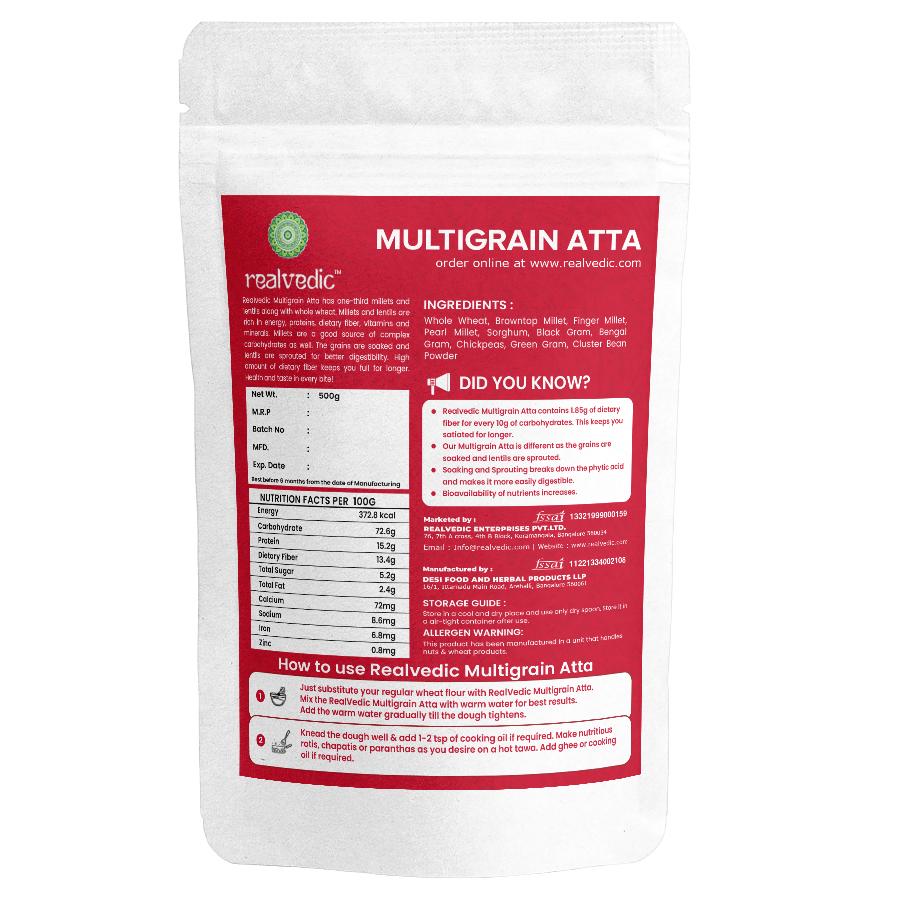 MULTIGRAIN ATTA
order online at www.realvedic.com
realvedic™
Realvedic Multigrain Atta has one-third millets and
lentils along with whole wheat. Millets and lentils are
rich in energy, proteins, dietary fiber, vitamins and
minerals. Millets are a good source of complex
carbohydrates as well. The grains are soaked and
lentils are sprouted for better digestibility. High
amount of dietary fiber keeps you full for longer.
Health and taste in every bite!
Net Wt. : 500g
M.R.P :
Batch No :
MFD. :
Exp. Date :
Best before 6 months from the date of Manufacturing
NUTRITION FACTS PER 100G
Energy 372.8 kcal
Carbohydrate 72.6g
Protein 15.2g
Dietary Fiber 13.4g
Total Sugar 5.2g
Total Fat 2.4g
Calcium 72mg
Sodium 8.6mg
Iron 6.8mg
Zinc 0.8mg
INGREDIENTS :
Whole Wheat, Browntop Millet, Finger Millet,
Pearl Millet, Sorghum, Black Gram, Bengal
Gram, Chickpeas, Green Gram, Cluster Bean
Powder
DID YOU KNOW?
• Realvedic Multigrain Atta contains 1.85g of dietary
fiber for every 10g of carbohydrates. This keeps you
satiated for longer.
• Our Multigrain Atta is different as the grains are
soaked and lentils are sprouted.
• Soaking and Sprouting breaks down the phytic acid
and makes it more easily digestible.
• Bioavailability of nutrients increases.
Marketed by : fssai 13321999000159
REALVEDIC ENTERPRISES PVT.LTD.
76, 7th A cross, 4th B Block, Koramangala, Bangalore 560034
Email : Info@realvedic.com | Website : www.realvedic.com
Manufactured by : fssai 11221334002108
DESI FOOD AND HERBAL PRODUCTS LLP
16/1, Main Road, Arehalli, Bangalore 560061
STORAGE GUIDE :
Store in a cool and dry place and use only dry spoon. Store it in
a air-tight container after use.
ALLERGEN WARNING:
This product has been manufactured in a unit that handles
nuts & wheat products.
How to use Realvedic Multigrain Atta
1 Just substitute your regular wheat flour with RealVedic Multigrain Atta.
Mix the RealVedic Multigrain Atta with warm water for best results.
Add the warm water gradually till the dough tightens.
2 Knead the dough well & add 1-2 tsp of cooking oil if required. Make nutritious
rotis, chapatis or paranthas as you desire on a hot tawa. Add ghee or cooking
oil if required.